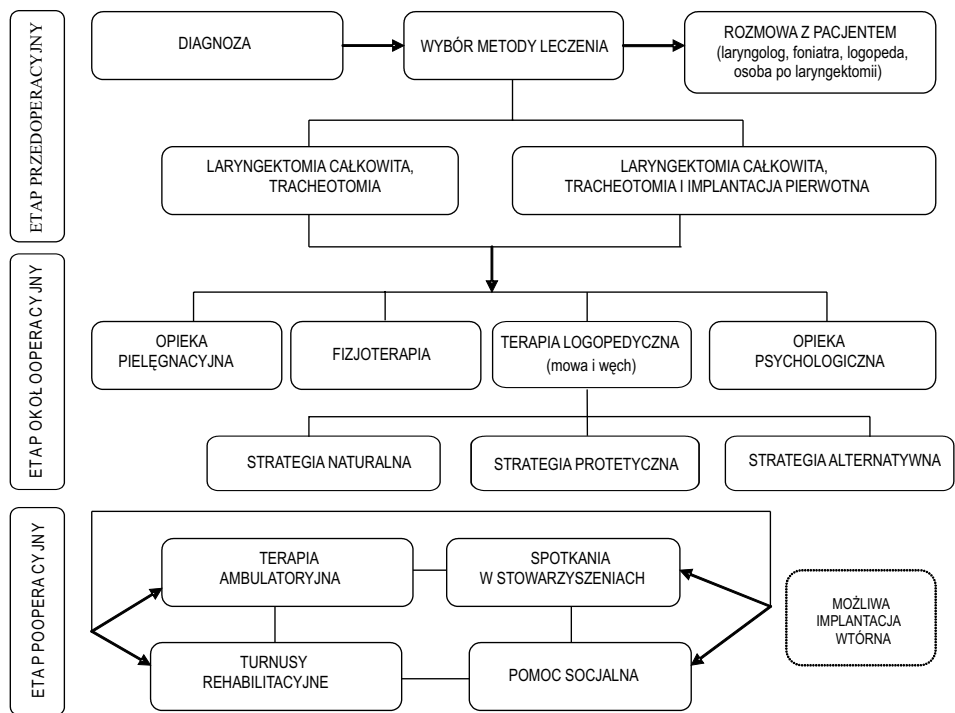 ETAP PRZEDOPERACYJNY
DIAGNOZA
WYBÓR METODY LECZENIA
ROZMOWA Z PACJENTEM
(laryngolog, foniatra, logopeda,
osoba po laryngektomii)
LARYNGEKTOMIA CAŁKOWITA,
TRACHEOTOMIA
LARYNGEKTOMIA CAŁKOWITA,
TRACHEOTOMIA I IMPLANTACJA PIERWOTNA
ETAP OKOŁOOPERACYJNY
OPIEKA
PIELĘGNACYJNA
FIZJOTERAPIA
TERAPIA LOGOPEDYCZNA
(mowa i węch)
OPIEKA
PSYCHOLOGICZNA
STRATEGIA NATURALNA
STRATEGIA PROTETYCZNA
STRATEGIA ALTERNATYWNA
ETAP POOPERACYJNY
TERAPIA
AMBULATORYJNA
SPOTKANIA
W STOWARZYSZENIACH
MOŻLIWA
IMPLANTACJA
WTÓRNA
TURNUSY
REHABILITACYJNE
POMOC SOCJALNA